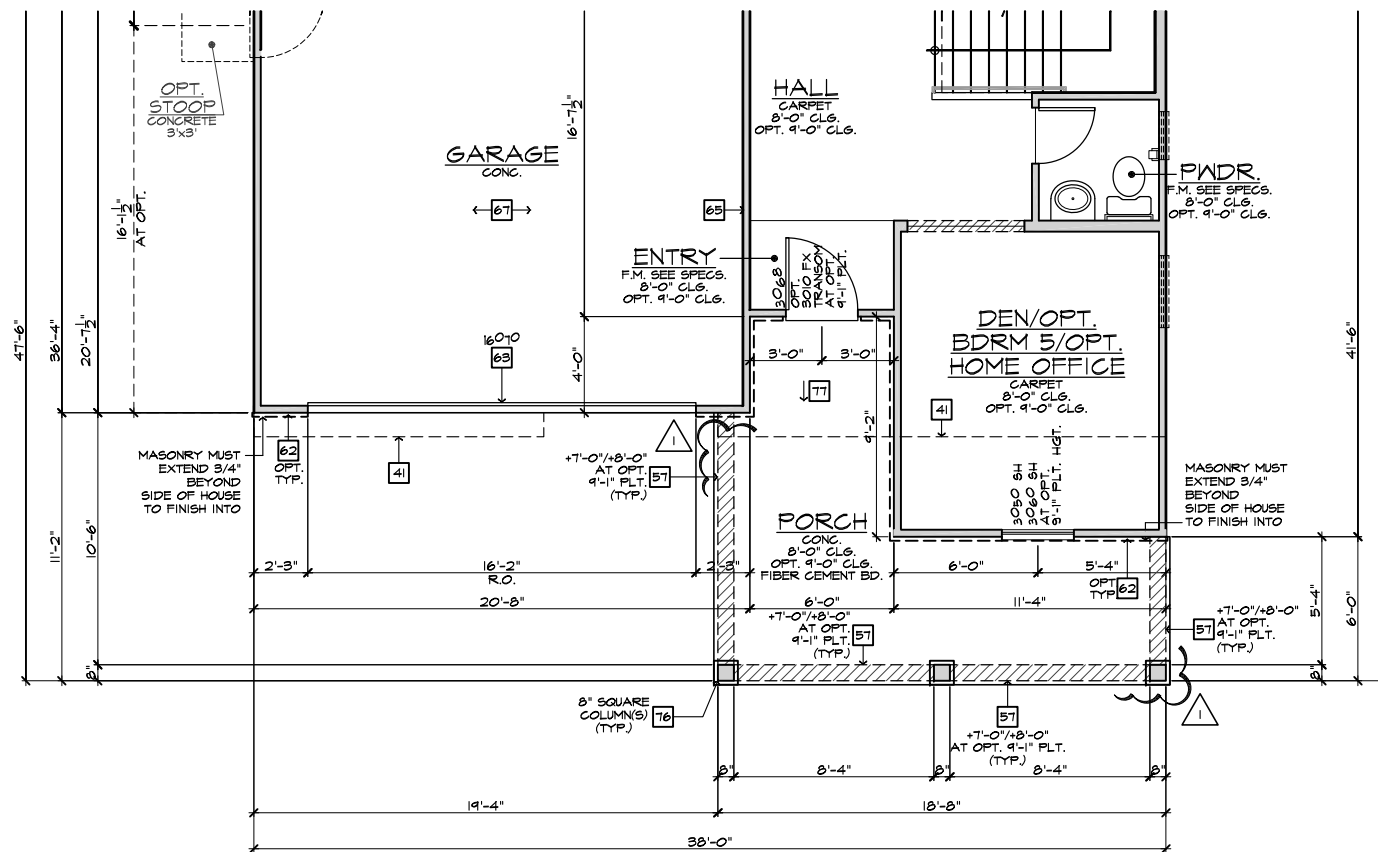 OPT.
STOOP
CONCRETE
3'x3'
HALL
CARPET
8'-0" CLG.
OPT. 9'-0" CLG.
16'-7½"
GARAGE
CONC.
PWDR.
F.M. SEE SPECS.
8'-0" CLG.
OPT. 9'-0" CLG.
16'-1½"
AT OPT.
67
65
ENTRY
F.M. SEE SPECS.
8'-0" CLG.
OPT. 9'-0" CLG.
3068
OPT.
3010 FX
TRANSOM
AT OPT.
9'-1" PLT.
DEN/OPT.
BDRM 5/OPT.
HOME OFFICE
CARPET
8'-0" CLG.
OPT. 9'-0" CLG.
47'-6"
36'-4"
20'-7½"
41'-6"
16070
63
4'-0"
3'-0"
3'-0"
77
41
9'-2"
MASONRY MUST
EXTEND 3/4"
BEYOND
SIDE OF HOUSE
TO FINISH INTO
62
OPT.
TYP.
41
1
+7'-0"/+8'-0"
AT OPT.
9'-1" PLT.
(TYP.)
57
3050 SH
3060 SH
AT OPT.
9'-1" PLT. HGT.
MASONRY MUST
EXTEND 3/4"
BEYOND
SIDE OF HOUSE
TO FINISH INTO
PORCH
CONC.
8'-0" CLG.
OPT. 9'-0" CLG.
FIBER CEMENT BD.
11'-2"
10'-6"
2'-3"
16'-2"
R.O.
2'-3"
6'-0"
5'-4"
OPT
TYP
62
20'-8"
6'-0"
11'-4"
5'-4"
6'-0"
+7'-0"/+8'-0"
AT OPT.
9'-1" PLT.
(TYP.)
57
57
+7'-0"/+8'-0"
AT OPT.
9'-1" PLT.
(TYP.)
8"
8"
8" SQUARE
COLUMN(S)
(TYP.)
76
57
+7'-0"/+8'-0"
AT OPT. 9'-1" PLT.
(TYP.)
1
8"
8'-4"
8"
8'-4"
8"
19'-4"
18'-8"
38'-0"